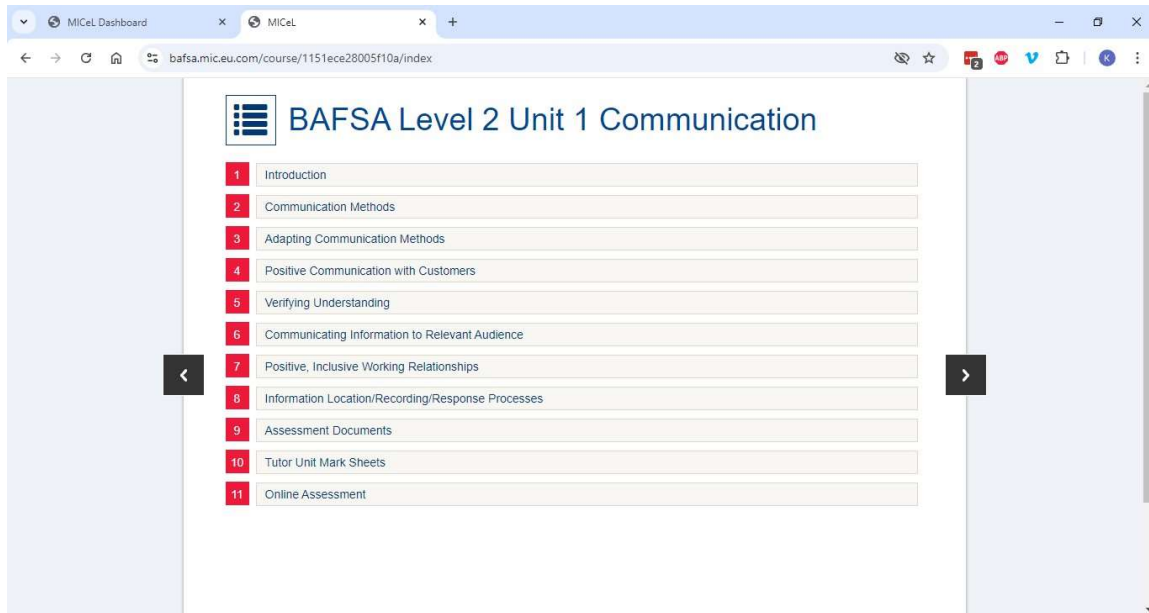 MICeL Dashboard
MICeL
bafsa.mic.eu.com/course/1151ece28005f10a/index
2
ABP
K
BAFSA Level 2 Unit 1 Communication
1 Introduction
2 Communication Methods
3 Adapting Communication Methods
4 Positive Communication with Customers
5 Verifying Understanding
6 Communicating Information to Relevant Audience
7 Positive, Inclusive Working Relationships
8 Information Location/Recording/Response Processes
9 Assessment Documents
10 Tutor Unit Mark Sheets
11 Online Assessment